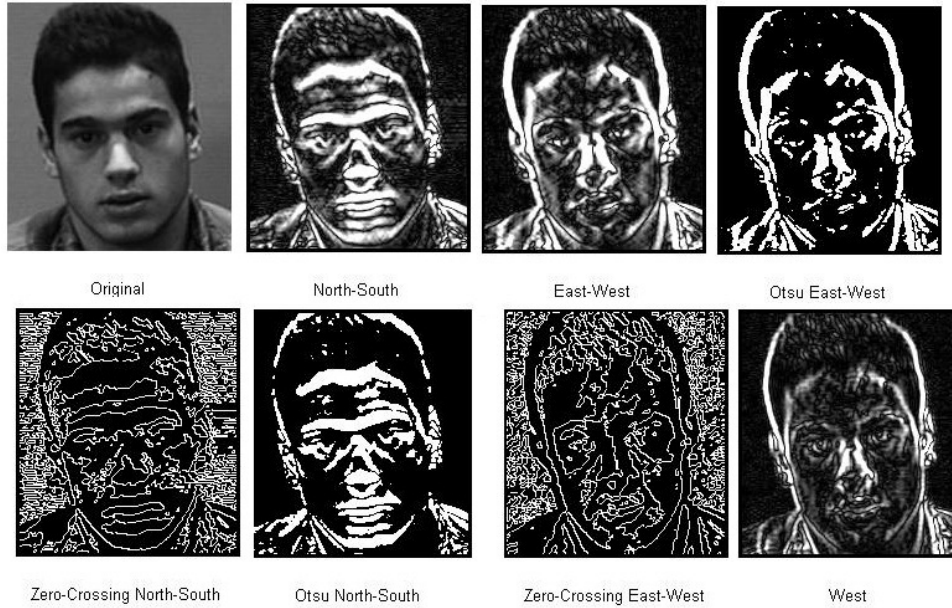 Original
North-South
East-West
Otsu East-West
Zero-Crossing North-South
Otsu North-South
Zero-Crossing East-West
West